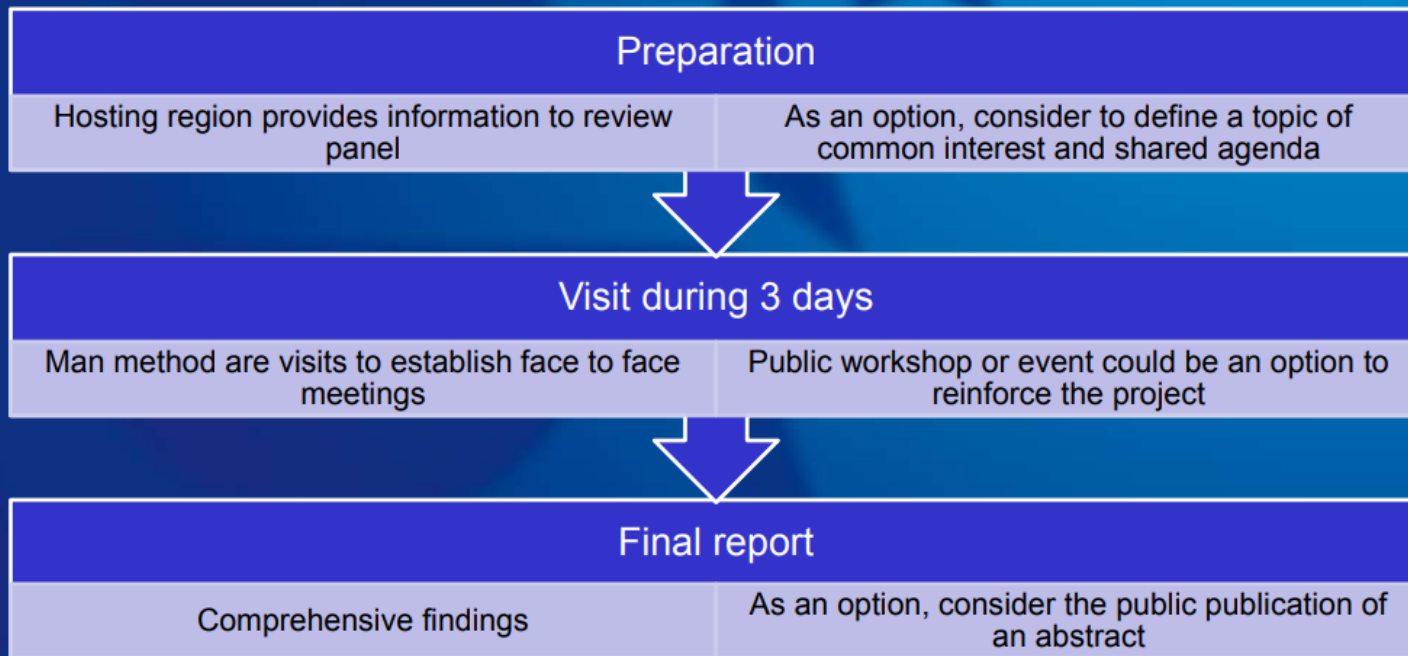 Preparation
Hosting region provides information to review
panel
As an option, consider to define a topic of
common interest and shared agenda
Visit during 3 days
Man method are visits to establish face to face
meetings
Public workshop or event could be an option to
reinforce the project
Final report
Comprehensive findings
As an option, consider the public publication of
an abstract